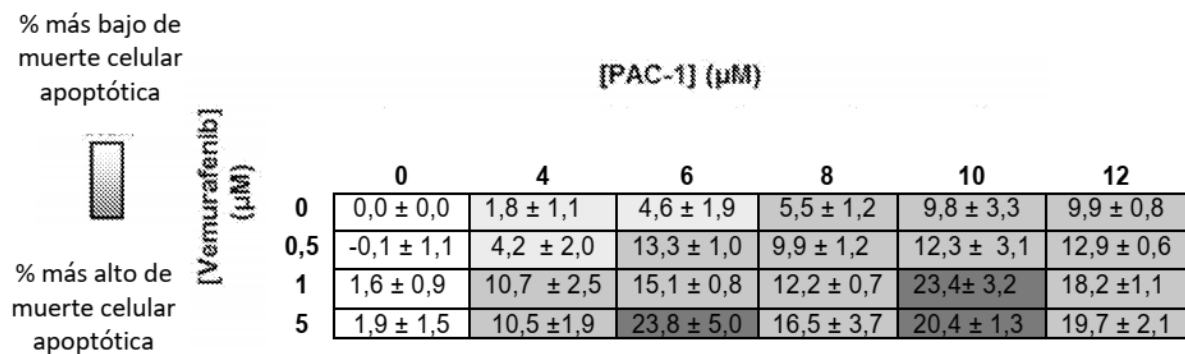 % más bajo de
muerte celular
apoptótica
% más alto de
muerte celular
apoptótica
[PAC-1] (µM)
[Vemurafenib]
(µM)
0 4 6 8 10 12
0 0,0 ± 0,0 1,8 ± 1,1 4,6 ± 1,9 5,5 ± 1,2 9,8 ± 3,3 9,9 ± 0,8
0,5 -0,1 ± 1,1 4,2 ± 2,0 13,3 ± 1,0 9,9 ± 1,2 12,3 ± 3,1 12,9 ± 0,6
1 1,6 ± 0,9 10,7 ± 2,5 15,1 ± 0,8 12,2 ± 0,7 23,4± 3,2 18,2 ±1,1
5 1,9 ± 1,5 10,5 ±1,9 23,8 ± 5,0 16,5 ± 3,7 20,4 ± 1,3 19,7 ± 2,1